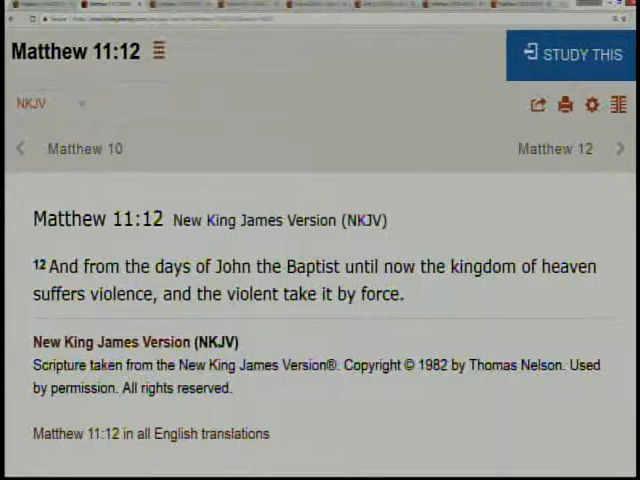 Matthew 11:12
STUDY THIS
NKJV
Matthew 10
Matthew 12
Matthew 11:12 New King James Version (NKJV)
12 And from the days of John the Baptist until now the kingdom of heaven
suffers violence, and the violent take it by force.
New King James Version (NKJV)
Scripture taken from the New King James Version®. Copyright © 1982 by Thomas Nelson. Used
by permission. All rights reserved.
Matthew 11:12 in all English translations